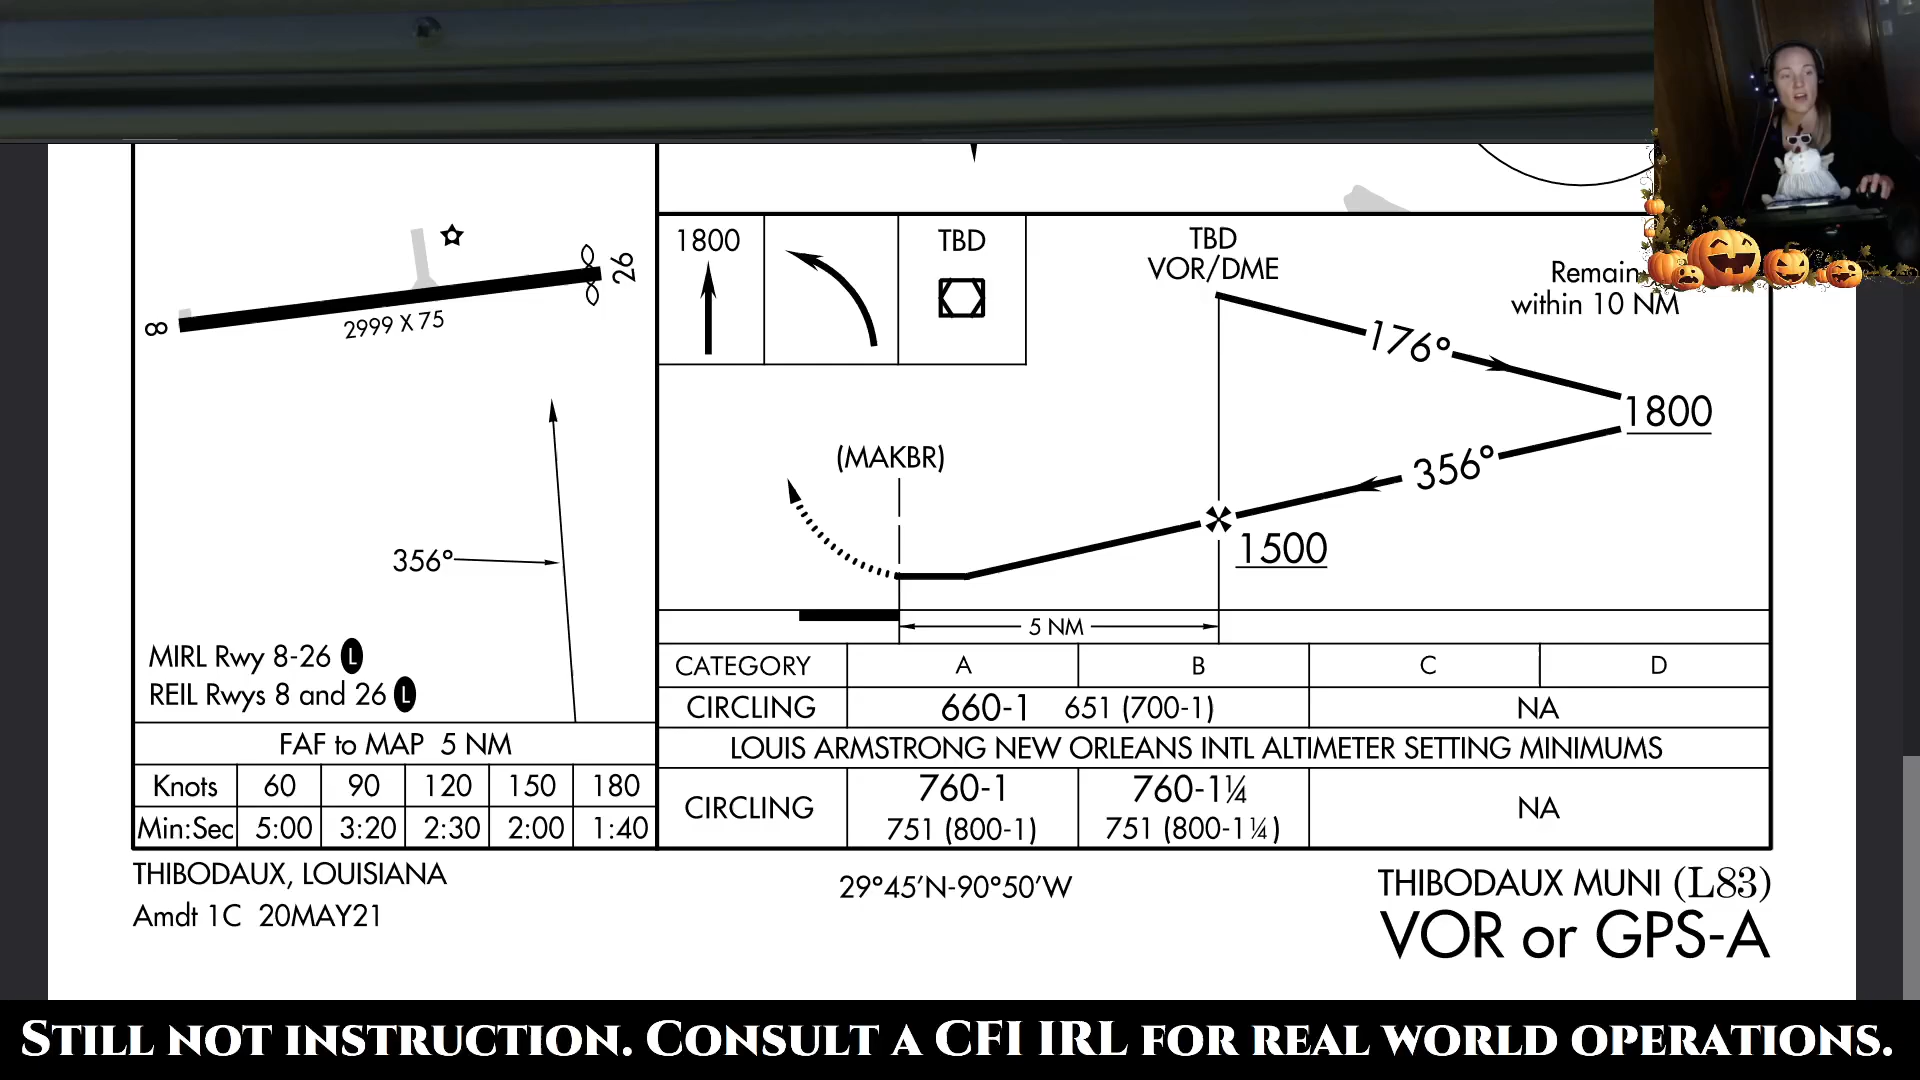 26
8
2999 X 75
356°
MIRL Rwy 8-26 L
REIL Rwys 8 and 26 L
FAF to MAP 5 NM
Knots 60 90 120 150 180
Min:Sec 5:00 3:20 2:30 2:00 1:40
1800
TBD
TBD
VOR/DME
Remain
within 10 NM
176°
1800
356°
(MAKBR)
1500
5 NM
CATEGORY A B C D
CIRCLING 660-1 651 (700-1) NA
LOUIS ARMSTRONG NEW ORLEANS INTL ALTIMETER SETTING MINIMUMS
CIRCLING 760-1 760-1¼ NA
751 (800-1) 751 (800-1¼)
THIBODAUX, LOUISIANA
Amdt 1C 20MAY21
29°45'N-90°50'W
THIBODAUX MUNI (L83)
VOR or GPS-A
Still not instruction. Consult a CFI IRL for real world operations.